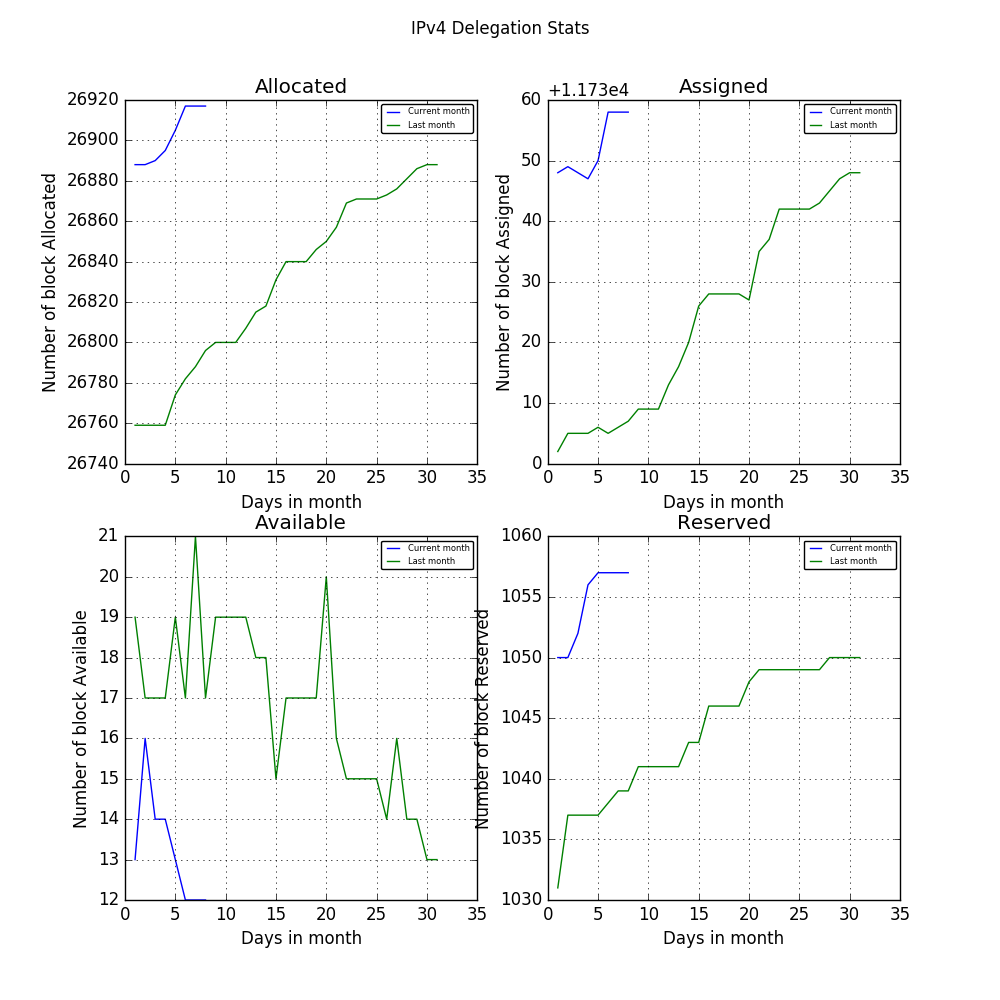 IPv4 Delegation Stats
Allocated
26920
26900
26880
26860
26840
26820
26800
26780
26760
26740
Number of block Allocated
Current month
Last month
0 5 10 15 20 25 30 35
Days in month
+1.173e4
Assigned
60
50
40
30
20
10
0
Number of block Assigned
Current month
Last month
0 5 10 15 20 25 30 35
Days in month
Available
21
20
19
18
17
16
15
14
13
12
Number of block Available
Current month
Last month
0 5 10 15 20 25 30 35
Days in month
Reserved
1060
1055
1050
1045
1040
1035
1030
Number of block Reserved
Current month
Last month
0 5 10 15 20 25 30 35
Days in month